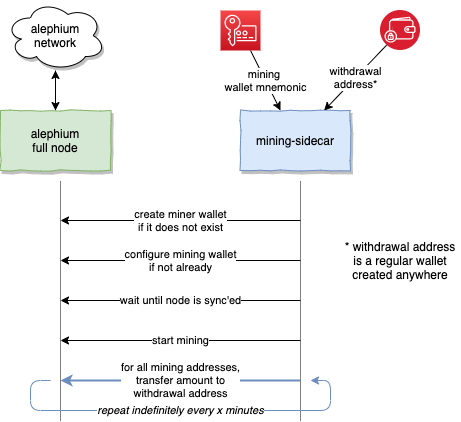 alephium
network
mining
wallet mnemonic
withdrawal
address*
alephium
full node
mining-sidecar
create miner wallet
if it does not exist
configure mining wallet
if not already
* withdrawal address
is a regular wallet
created anywhere
wait until node is sync'ed
start mining
for all mining addresses,
transfer amount to
withdrawal address
repeat indefinitely every x minutes